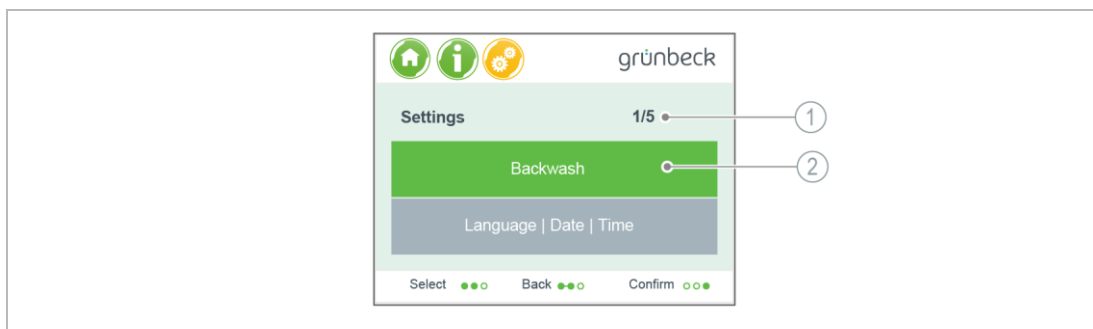 grünbeck
Settings 1/5
1
Backwash
2
Language | Date | Time
Select Back Confirm